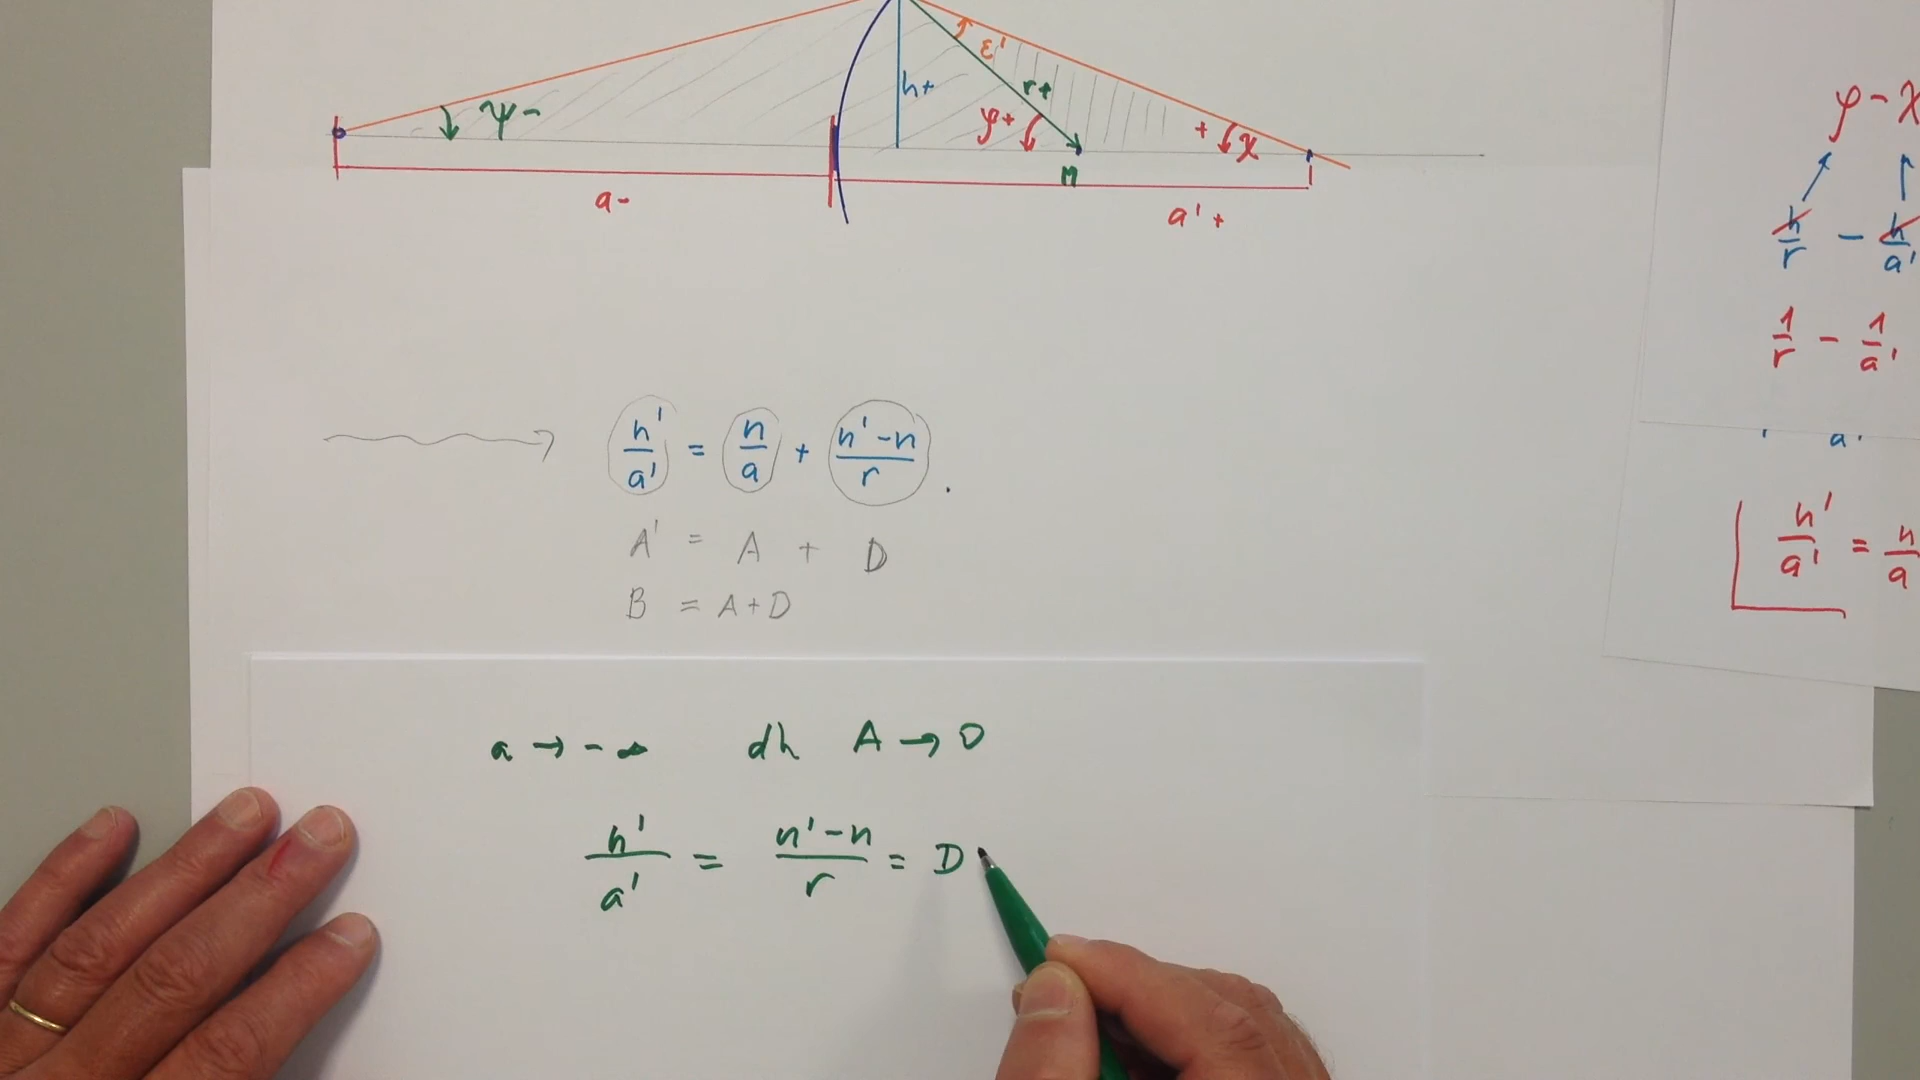 ε'
h+
r+
ψ-
φ+
+ χ
M
a-
a'+
n'/a' = n/a + (n'-n)/r .
A' = A + D
B = A+D
a → -∞ dh A → 0
n'/a' = (n'-n)/r = D
φ - χ
h/r - h/a'
1/r - 1/a'
a'
n'/a' = n/a